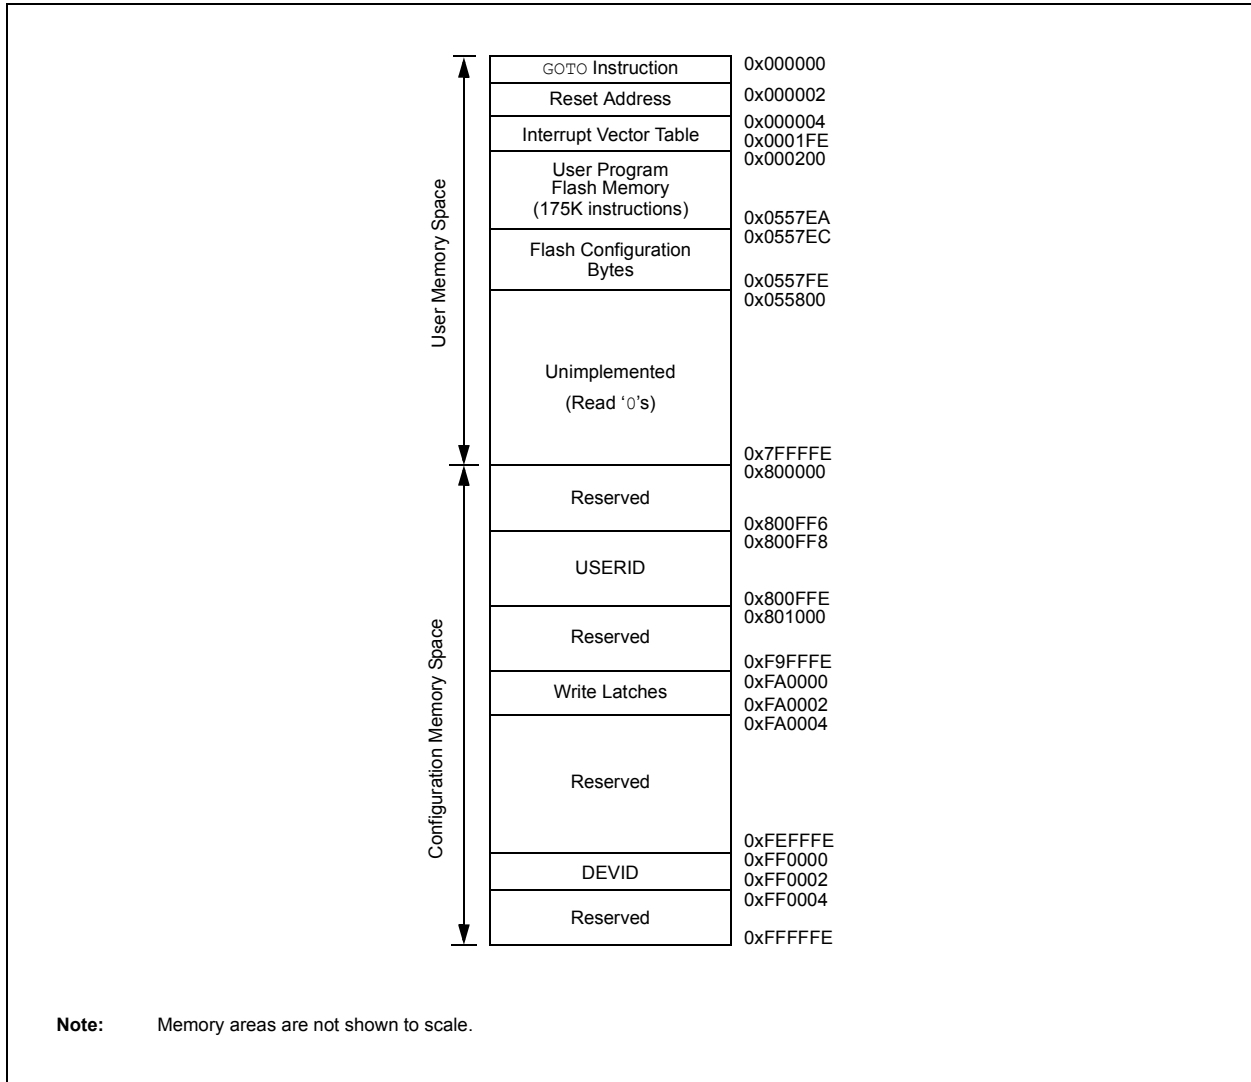 GOTO Instruction
0x000000
Reset Address
0x000002
0x000004
Interrupt Vector Table
0x0001FE
0x000200
User Program
Flash Memory
(175K instructions)
0x0557EA
0x0557EC
Flash Configuration
Bytes
0x0557FE
0x055800
User Memory Space
Unimplemented
(Read ‘0’s)
0x7FFFFE
0x800000
Reserved
0x800FF6
0x800FF8
USERID
0x800FFE
0x801000
Reserved
0xF9FFFE
0xFA0000
Write Latches
0xFA0002
0xFA0004
Configuration Memory Space
Reserved
0xFEFFFE
0xFF0000
DEVID
0xFF0002
0xFF0004
Reserved
0xFFFFFE
Note: Memory areas are not shown to scale.